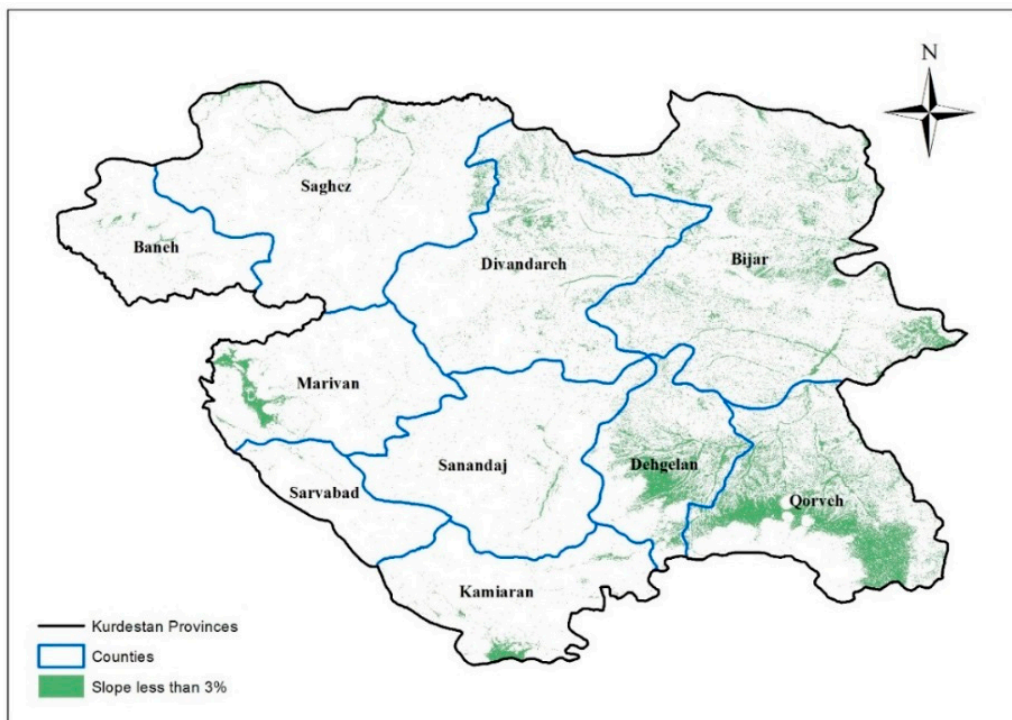 N
Saghez
Baneh
Divandareh
Bijar
Marivan
Dehgelan
Sanandaj
Sarvabad
Qorveh
Kamiaran
Kurdestan Provinces
Counties
Slope less than 3%